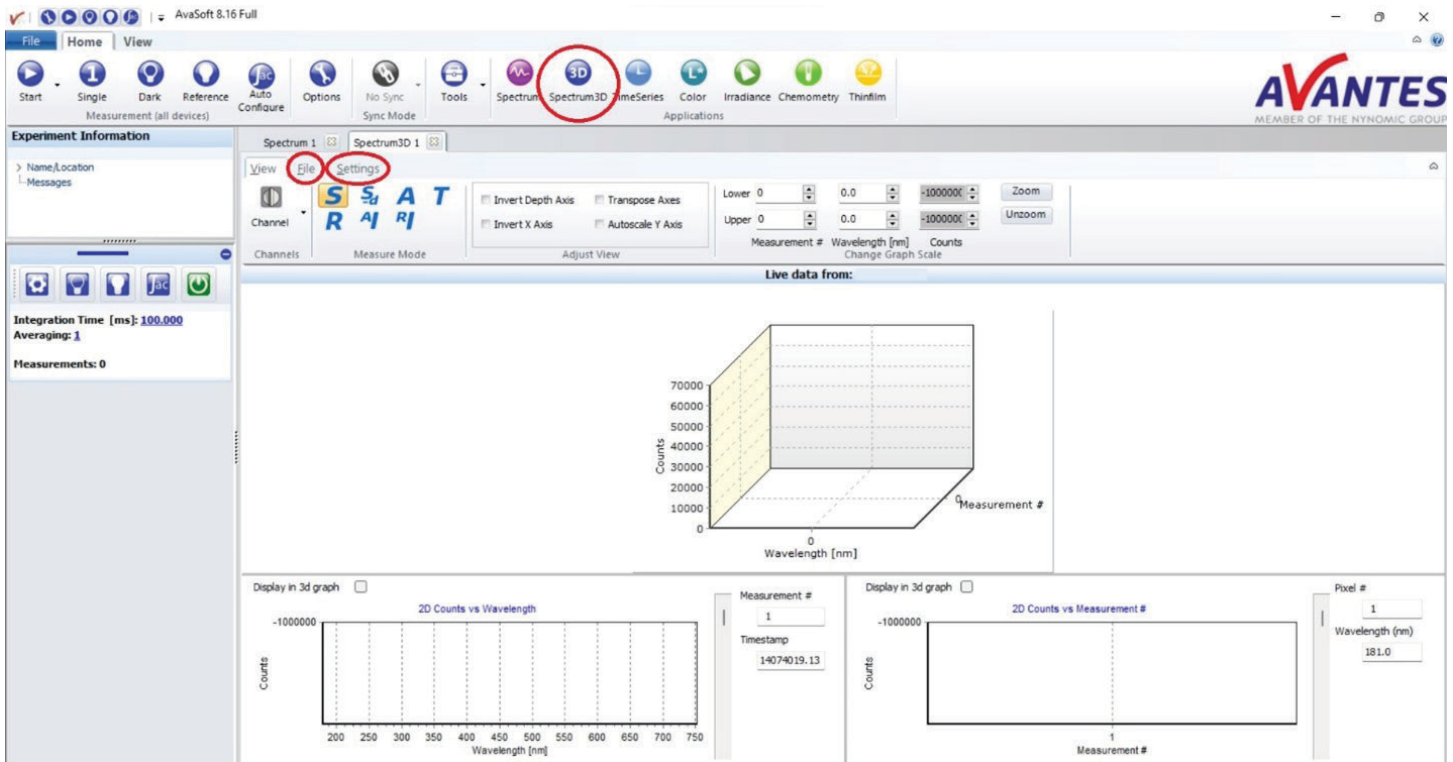 AvaSoft 8.16 Full
File Home View
Start Single Dark Reference Auto Configure Options No Sync Tools Spectrum Spectrum3D TimeSeries Color Irradiance Chemometry Thinfilm
Measurement (all devices) Sync Mode Applications
AVANTES
MEMBER OF THE NYNOMIC GROUP
Experiment Information
Name/Location
Messages
Integration Time [ms]: 100.000
Averaging: 1
Measurements: 0
Spectrum 1 Spectrum3D 1
View File Settings
Channel
Channels
S Sd A T
R AI RI
Measure Mode
Invert Depth Axis Transpose Axes
Invert X Axis Autoscale Y Axis
Adjust View
Lower 0 0.0 -1000000 Zoom
Upper 0 0.0 -1000000 Unzoom
Measurement # Wavelength [nm] Counts
Change Graph Scale
Live data from:
70000
60000
50000
40000
30000
20000
10000
0
Counts
0
Wavelength [nm]
0
Measurement #
Display in 3d graph
2D Counts vs Wavelength
-1000000
Counts
200 250 300 350 400 450 500 550 600 650 700 750
Wavelength [nm]
Measurement #
1
Timestamp
14074019.13
Display in 3d graph
2D Counts vs Measurement #
-1000000
Counts
1
Measurement #
Pixel #
1
Wavelength (nm)
181.0